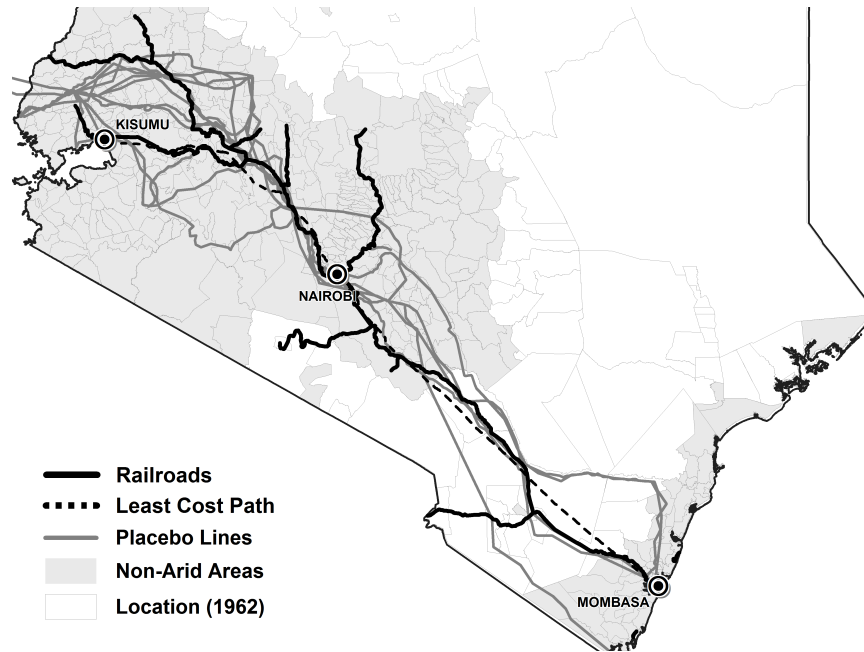 KISUMU
NAIROBI
Railroads
Least Cost Path
Placebo Lines
Non-Arid Areas
Location (1962)
MOMBASA